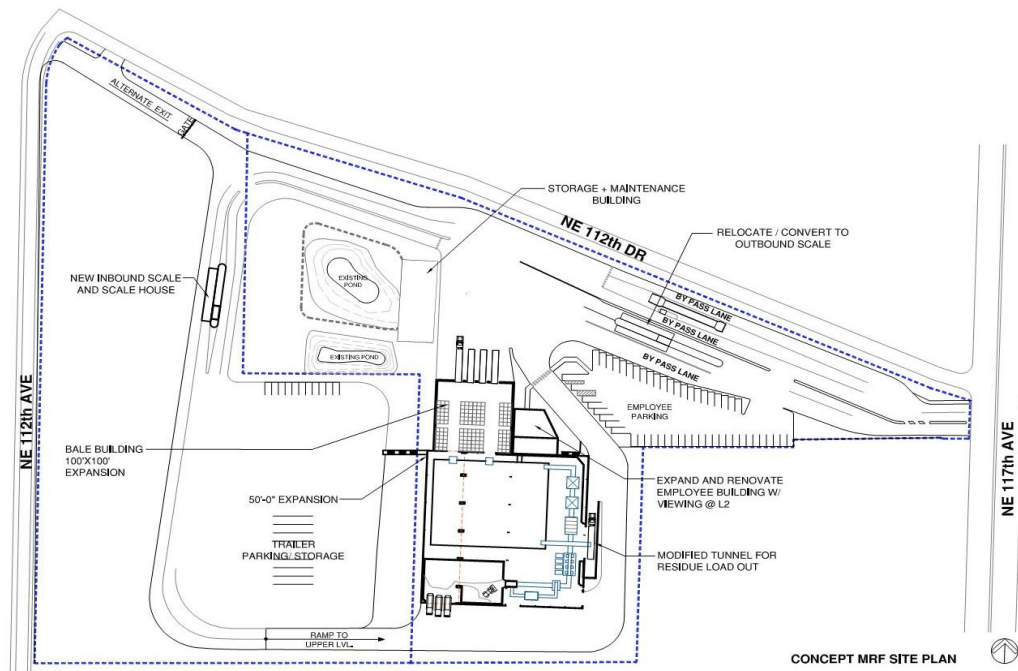 ALTERNATE EXIT
GATE
STORAGE + MAINTENANCE
BUILDING
NE 112th DR
RELOCATE / CONVERT TO
OUTBOUND SCALE
NEW INBOUND SCALE
AND SCALE HOUSE
EXISTING
POND
BY PASS LANE
BY PASS LANE
BY PASS LANE
EXISTING POND
EMPLOYEE
PARKING
NE 112th AVE
NE 117th AVE
BALE BUILDING
100'X100'
EXPANSION
50'-0" EXPANSION
EXPAND AND RENOVATE
EMPLOYEE BUILDING W/
VIEWING @ L2
TRAILER
PARKING/ STORAGE
MODIFIED TUNNEL FOR
RESIDUE LOAD OUT
RAMP TO
UPPER LVL.
CONCEPT MRF SITE PLAN